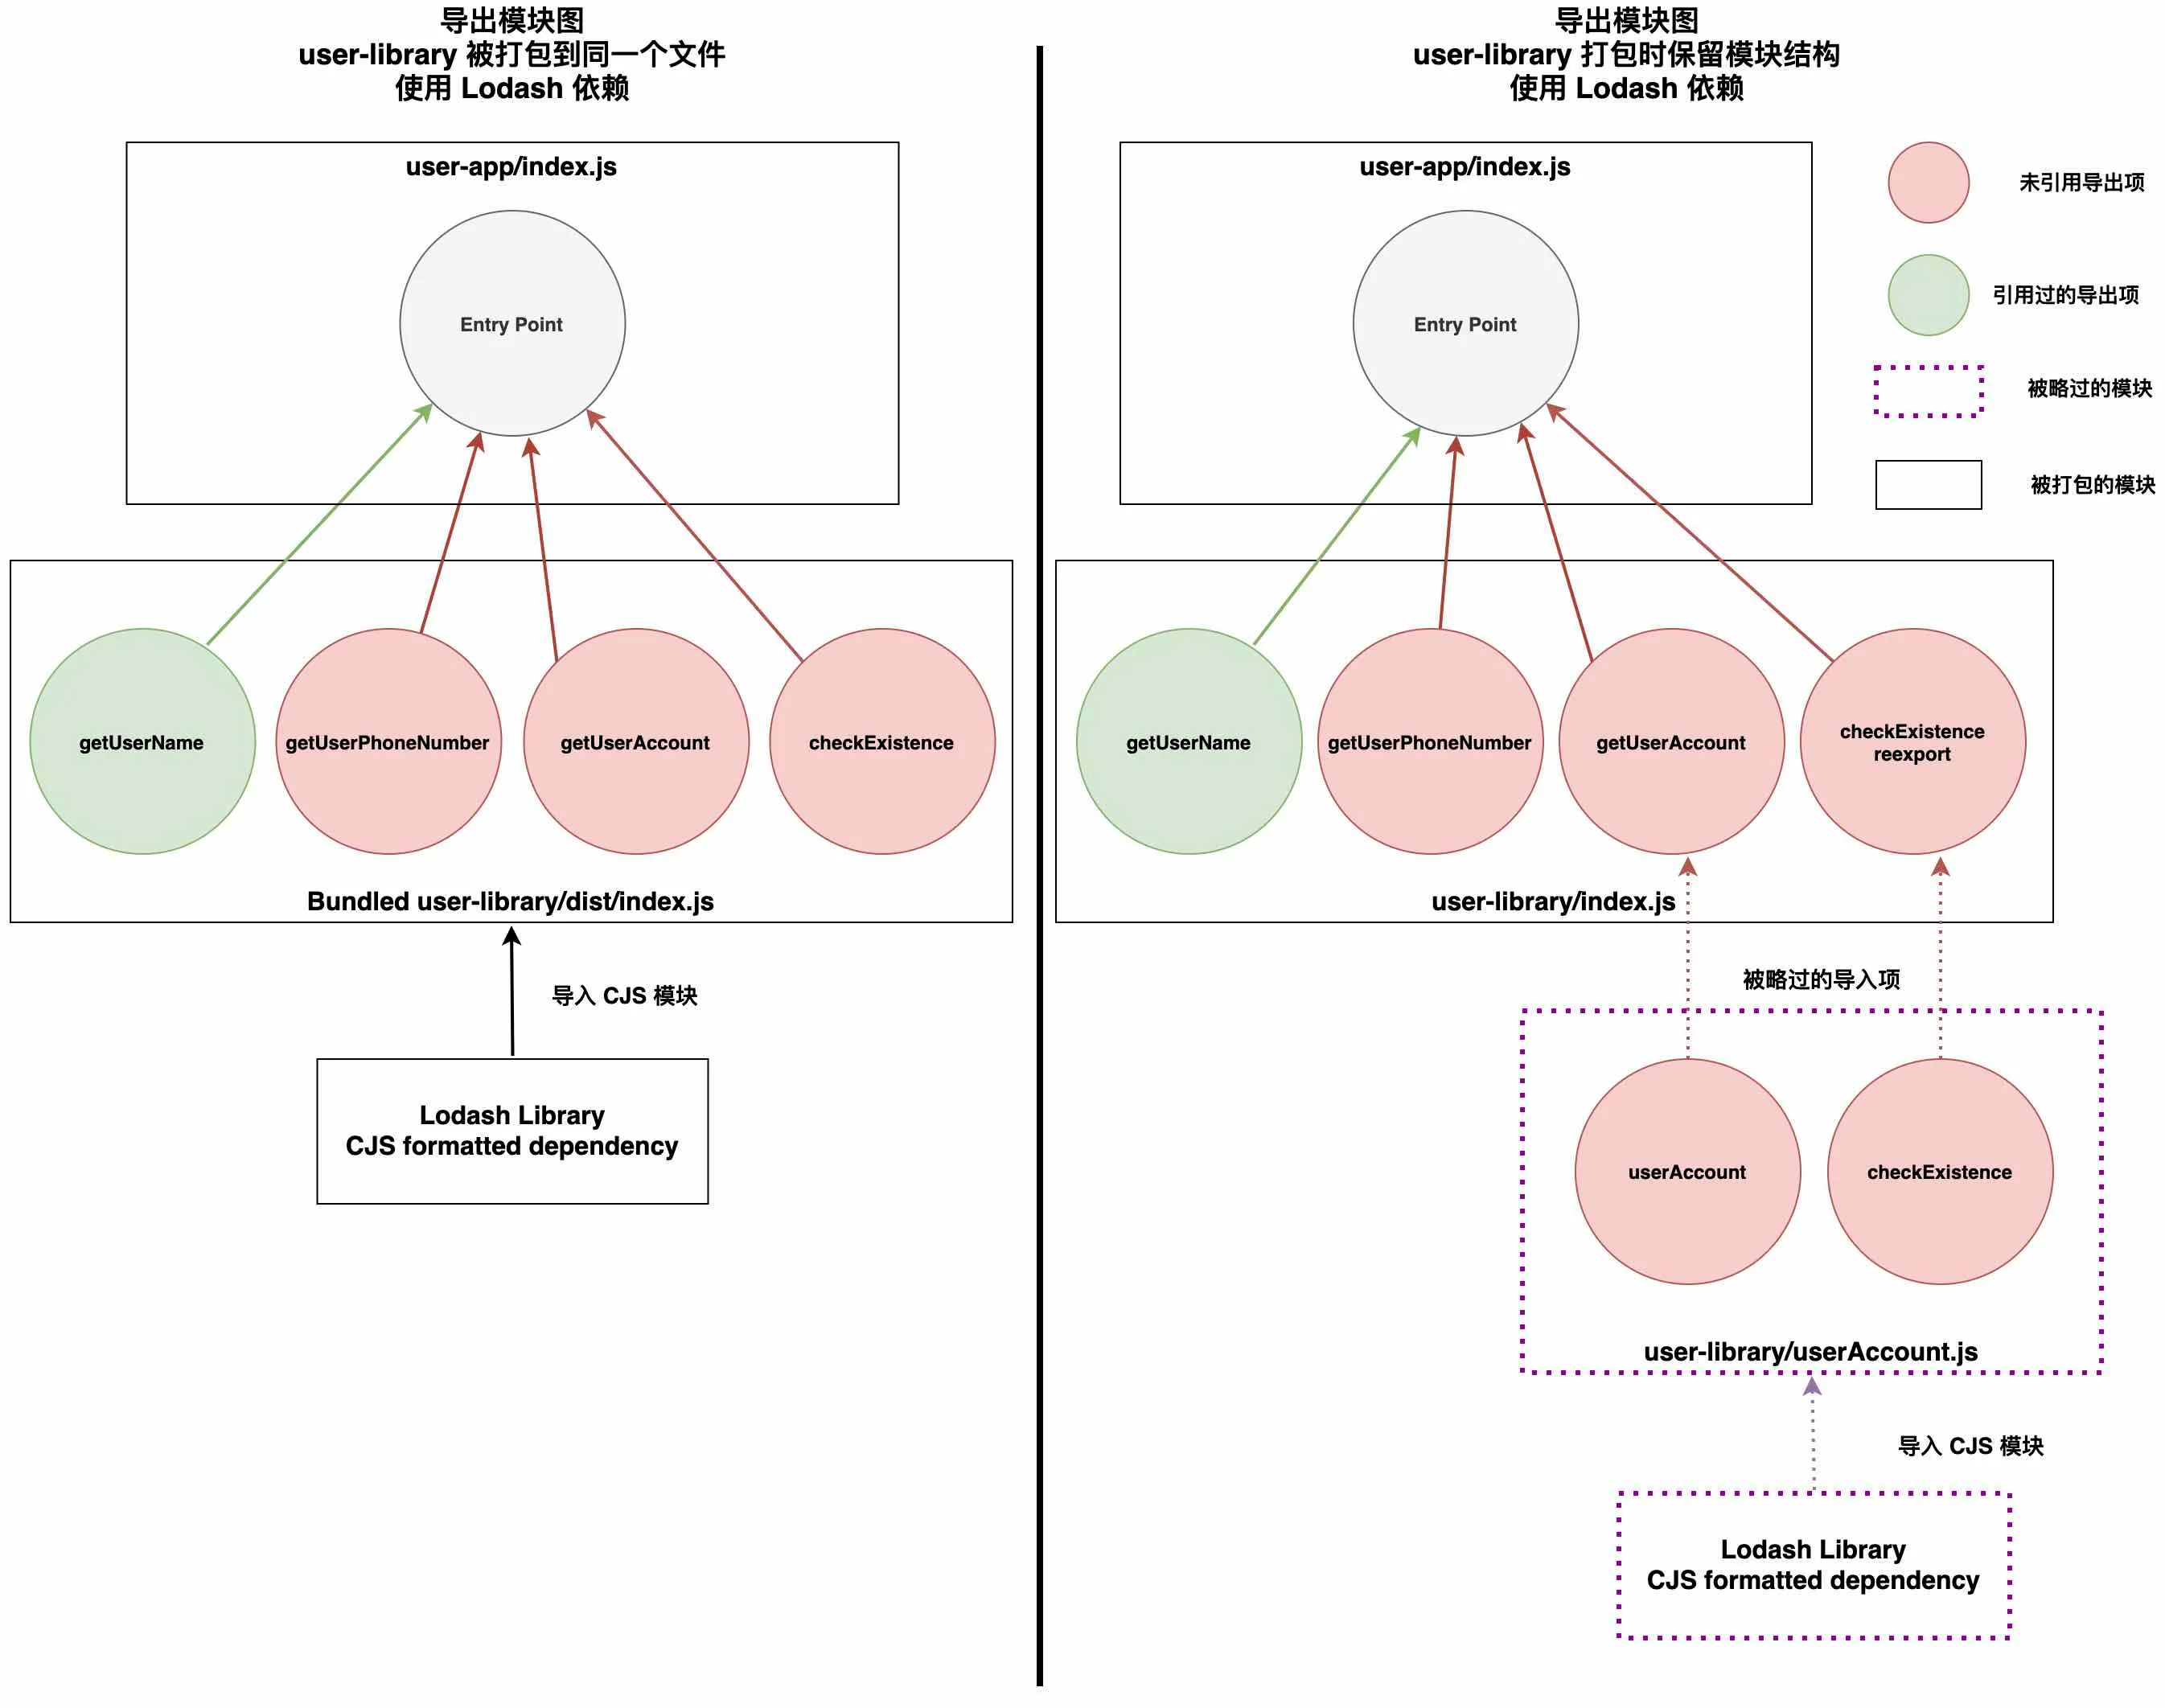 导出模块图
user-library 被打包到同一个文件
使用 Lodash 依赖
user-app/index.js
Entry Point
getUserName
getUserPhoneNumber
getUserAccount
checkExistence
Bundled user-library/dist/index.js
导入 CJS 模块
Lodash Library
CJS formatted dependency
导出模块图
user-library 打包时保留模块结构
使用 Lodash 依赖
user-app/index.js
Entry Point
未引用导出项
引用过的导出项
被略过的模块
被打包的模块
getUserName
getUserPhoneNumber
getUserAccount
checkExistence
reexport
user-library/index.js
被略过的导入项
userAccount
checkExistence
user-library/userAccount.js
导入 CJS 模块
Lodash Library
CJS formatted dependency